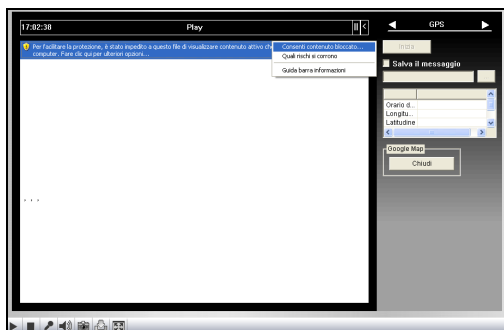 17:02:38
Play
GPS
Per facilitare la protezione, è stato impedito a questo file di visualizzare contenuto attivo che
computer. Fare clic qui per ulteriori opzioni...
Consenti contenuto bloccato...
Quali rischi si corrono
Guida barra informazioni
Inizia
Salva il messaggio
Orario d...
Longitu...
Latitudine
Google Map
Chiudi